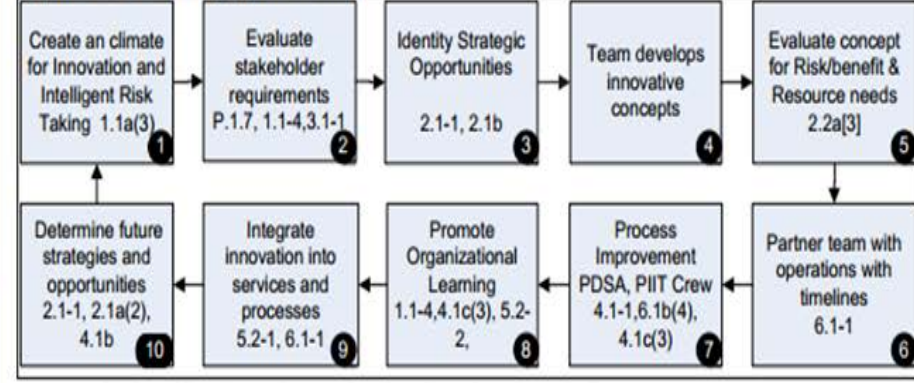 Create an climate
for Innovation and
Intelligent Risk
Taking 1.1a(3)
1
Evaluate
stakeholder
requirements
P.1.7, 1.1-4,3.1-1
2
Identity Strategic
Opportunities
2.1-1, 2.1b
3
Team develops
innovative
concepts
4
Evaluate concept
for Risk/benefit &
Resource needs
2.2a[3]
5
Partner team with
operations with
timelines
6.1-1
6
Process
Improvement
PDSA, PIIT Crew
4.1-1,6.1b(4),
4.1c(3)
7
Promote
Organizational
Learning
1.1-4,4.1c(3), 5.2-
2,
8
Integrate
innovation into
services and
processes
5.2-1, 6.1-1
9
Determine future
strategies and
opportunities
2.1-1, 2.1a(2),
4.1b
10